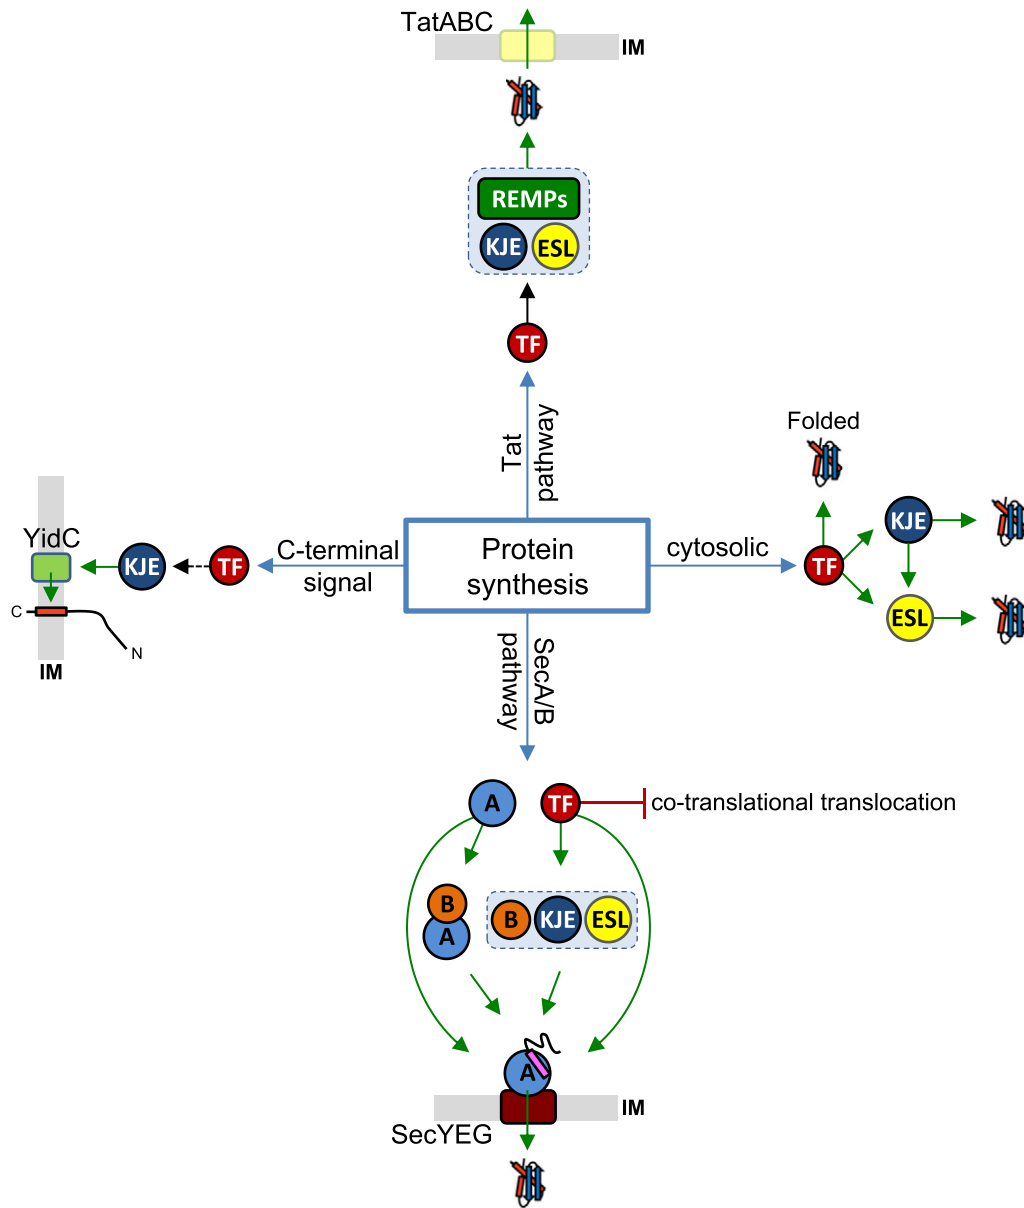 TatABC
IM
REMPs
KJE ESL
TF
Tat
pathway
Folded
YidC
C-terminal
signal
Protein
synthesis
cytosolic
KJE
TF
KJE
TF
ESL
C
N
IM
SecA/B
pathway
A
TF
co-translational translocation
B
A
B KJE ESL
A
IM
SecYEG